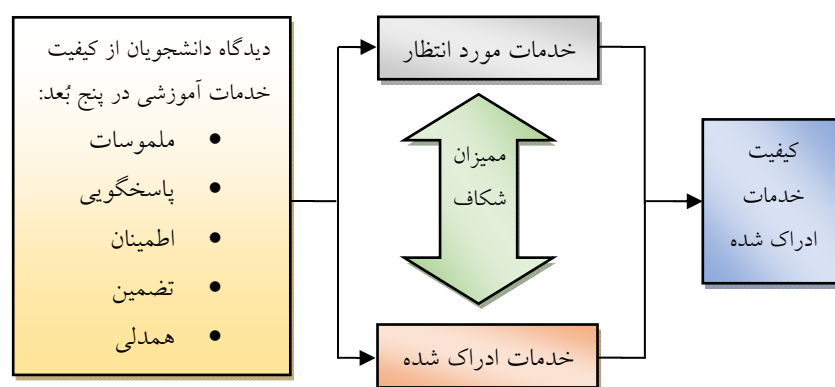 دیدگاه دانشجویان از کیفیت
خدمات آموزشی در پنج بُعد:
• ملموسات
• پاسخگویی
• اطمینان
• تضمین
• همدلی
خدمات مورد انتظار
ممیزان
شکاف
خدمات ادراک شده
کیفیت
خدمات
ادراک شده